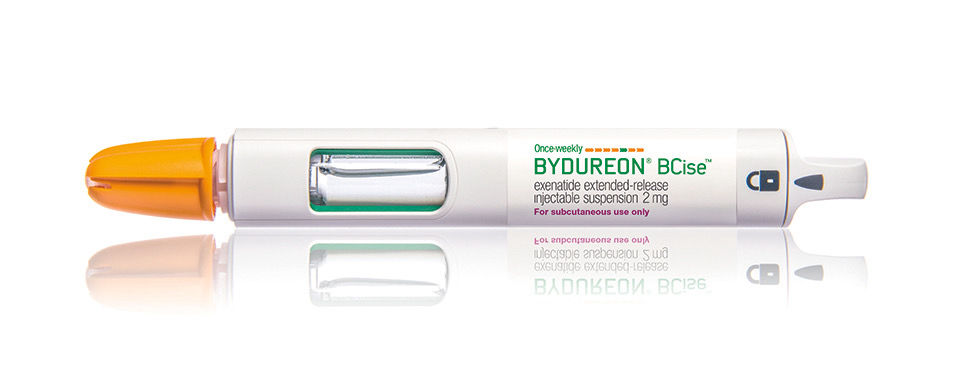 Once-weekly
BYDUREON® BCise™
exenatide extended-release
injectable suspension 2 mg
For subcutaneous use only